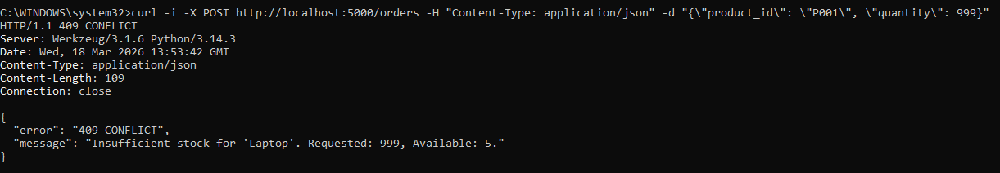 C:\WINDOWS\system32>curl -i -X POST http://localhost:5000/orders -H "Content-Type: application/json" -d "{\"product_id\": \"P001\", \"quantity\": 999}"
HTTP/1.1 409 CONFLICT
Server: Werkzeug/3.1.6 Python/3.14.3
Date: Wed, 18 Mar 2026 13:53:42 GMT
Content-Type: application/json
Content-Length: 109
Connection: close

{
  "error": "409 CONFLICT",
  "message": "Insufficient stock for 'Laptop'. Requested: 999, Available: 5."
}